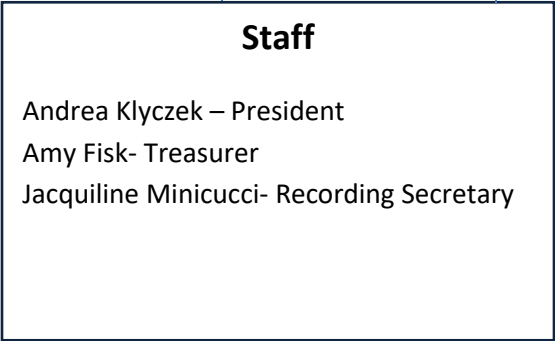 Staff
Andrea Klyczek – President
Amy Fisk- Treasurer
Jacquiline Minicucci- Recording Secretary